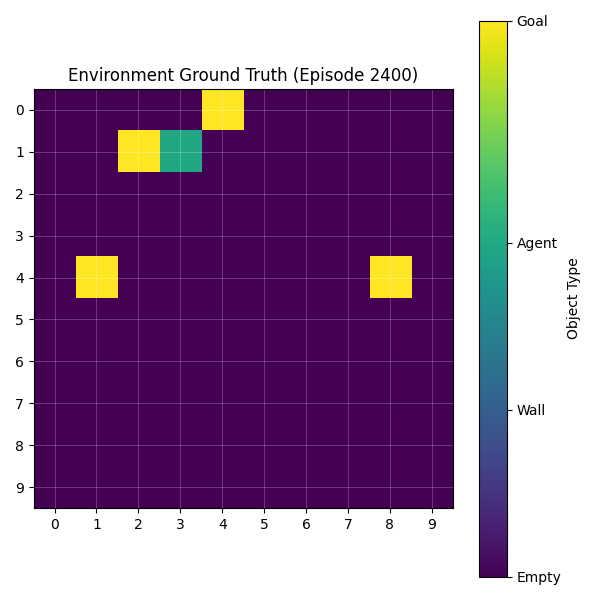 Environment Ground Truth (Episode 2400)
0
1
2
3
4
5
6
7
8
9
0 1 2 3 4 5 6 7 8 9
Goal
Agent
Wall
Empty
Object Type